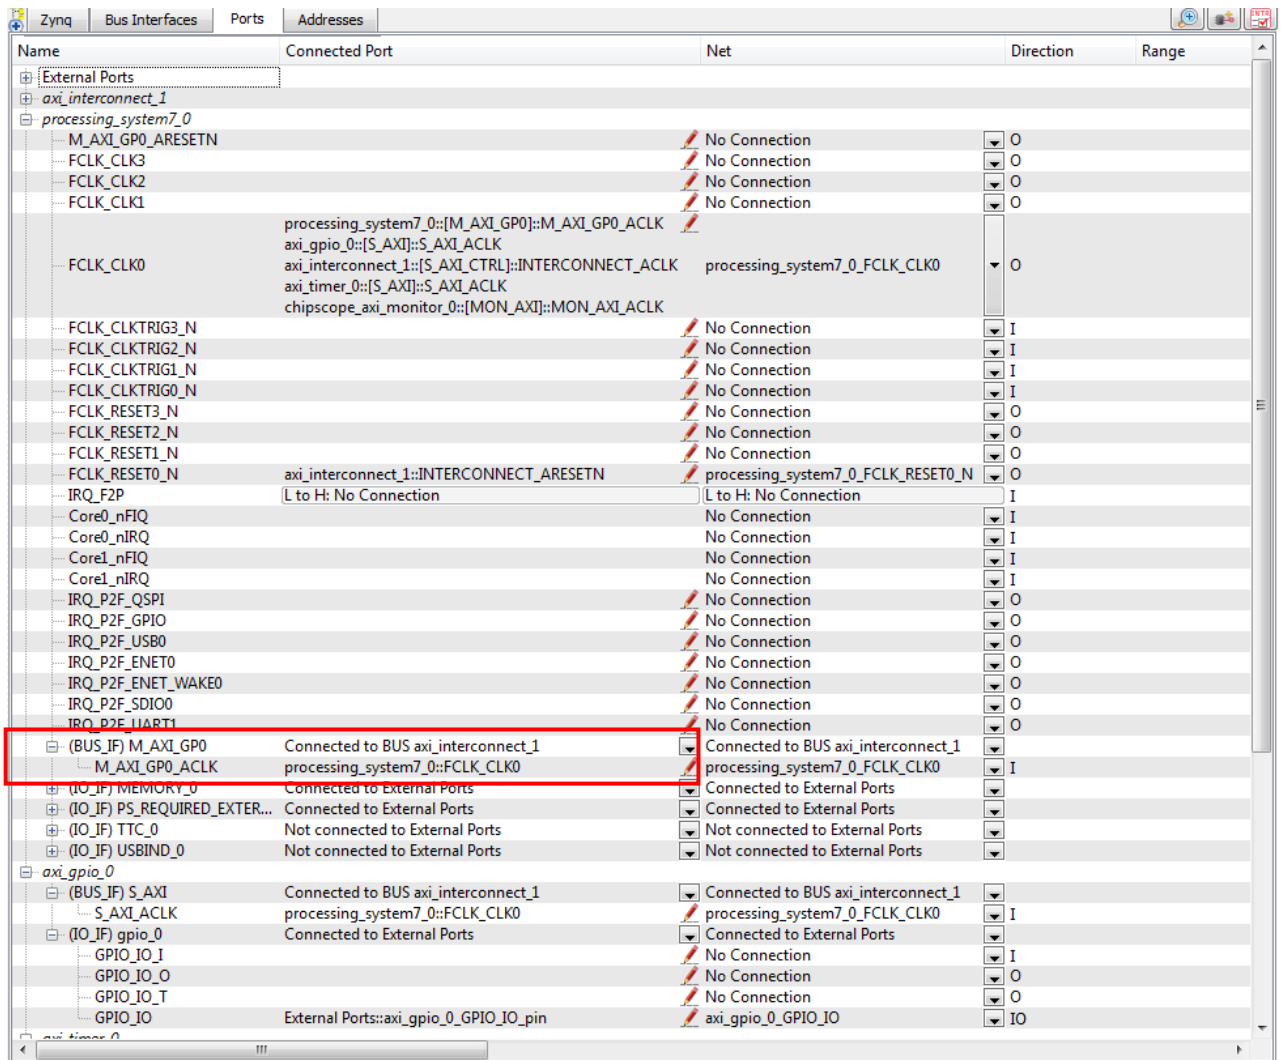 Zynq Bus Interfaces Ports Addresses
Name Connected Port Net Direction Range
External Ports
axi_interconnect_1
processing_system7_0
M_AXI_GP0_ARESETN No Connection O
FCLK_CLK3 No Connection O
FCLK_CLK2 No Connection O
FCLK_CLK1 No Connection O
processing_system7_0::[M_AXI_GP0]::M_AXI_GP0_ACLK
axi_gpio_0::[S_AXI]::S_AXI_ACLK
FCLK_CLK0 axi_interconnect_1::[S_AXI_CTRL]::INTERCONNECT_ACLK processing_system7_0_FCLK_CLK0 O
axi_timer_0::[S_AXI]::S_AXI_ACLK
chipscope_axi_monitor_0::[MON_AXI]::MON_AXI_ACLK
FCLK_CLKTRIG3_N No Connection I
FCLK_CLKTRIG2_N No Connection I
FCLK_CLKTRIG1_N No Connection I
FCLK_CLKTRIG0_N No Connection I
FCLK_RESET3_N No Connection O
FCLK_RESET2_N No Connection O
FCLK_RESET1_N No Connection O
FCLK_RESET0_N axi_interconnect_1::INTERCONNECT_ARESETN processing_system7_0_FCLK_RESET0_N O
IRQ_F2P L to H: No Connection L to H: No Connection I
Core0_nFIQ No Connection I
Core0_nIRQ No Connection I
Core1_nFIQ No Connection I
Core1_nIRQ No Connection I
IRQ_P2F_QSPI No Connection O
IRQ_P2F_GPIO No Connection O
IRQ_P2F_USB0 No Connection O
IRQ_P2F_ENET0 No Connection O
IRQ_P2F_ENET_WAKE0 No Connection O
IRQ_P2F_SDIO0 No Connection O
IRQ_P2F_UART1 No Connection O
(BUS_IF) M_AXI_GP0 Connected to BUS axi_interconnect_1 Connected to BUS axi_interconnect_1
M_AXI_GP0_ACLK processing_system7_0::FCLK_CLK0 processing_system7_0_FCLK_CLK0 I
(IO_IF) MEMORY_0 Connected to External Ports Connected to External Ports
(IO_IF) PS_REQUIRED_EXTER... Connected to External Ports Connected to External Ports
(IO_IF) TTC_0 Not connected to External Ports Not connected to External Ports
(IO_IF) USBIND_0 Not connected to External Ports Not connected to External Ports
axi_gpio_0
(BUS_IF) S_AXI Connected to BUS axi_interconnect_1 Connected to BUS axi_interconnect_1
S_AXI_ACLK processing_system7_0::FCLK_CLK0 processing_system7_0_FCLK_CLK0 I
(IO_IF) gpio_0 Connected to External Ports Connected to External Ports
GPIO_IO_I No Connection I
GPIO_IO_O No Connection O
GPIO_IO_T No Connection O
GPIO_IO External Ports::axi_gpio_0_GPIO_IO_pin axi_gpio_0_GPIO_IO IO
axi_timer_0